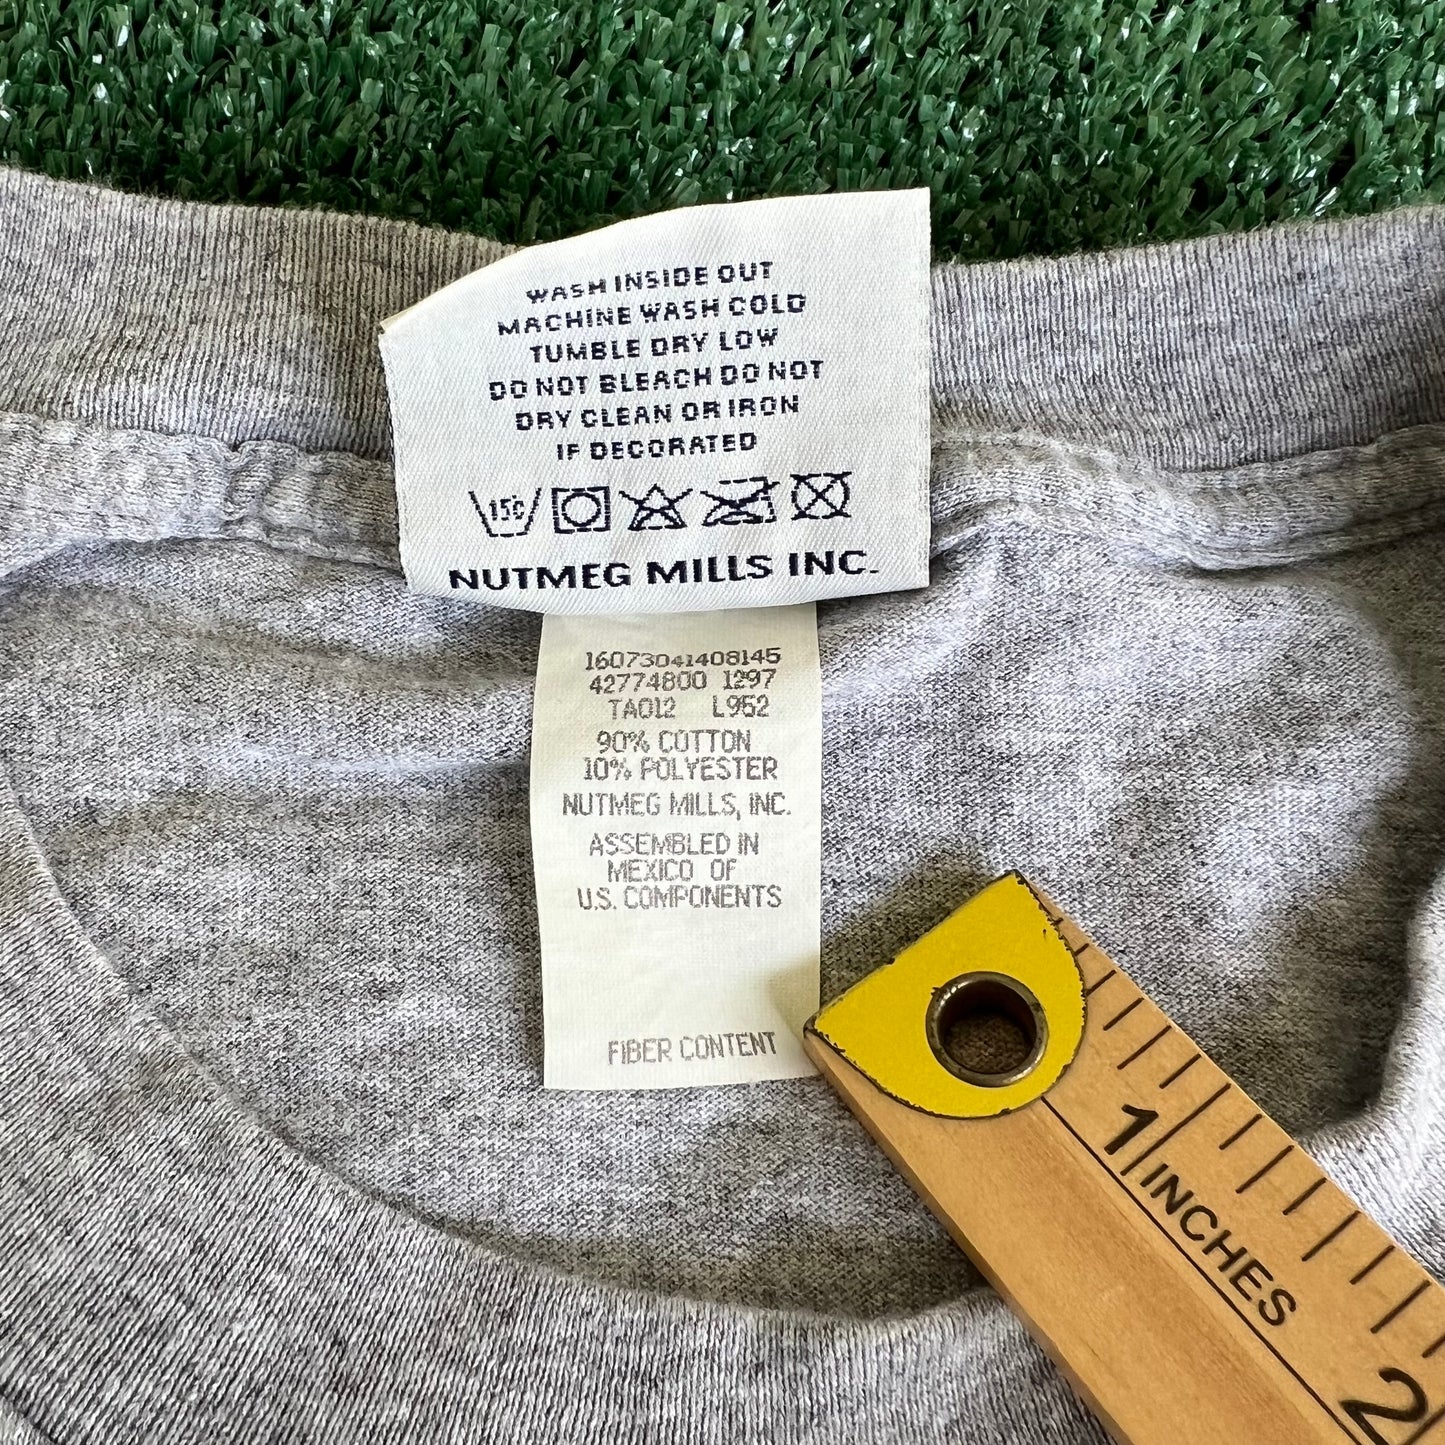 WASH INSIDE OUT
MACHINE WASH COLD
TUMBLE DRY LOW
DO NOT BLEACH DO NOT
DRY CLEAN OR IRON
IF DECORATED
15°C
NUTMEG MILLS INC.
16073041408145
42774800 1297
TA012 L952
90% COTTON
10% POLYESTER
NUTMEG MILLS, INC.
ASSEMBLED IN
MEXICO OF
U.S. COMPONENTS
FIBER CONTENT
1
INCHES
2